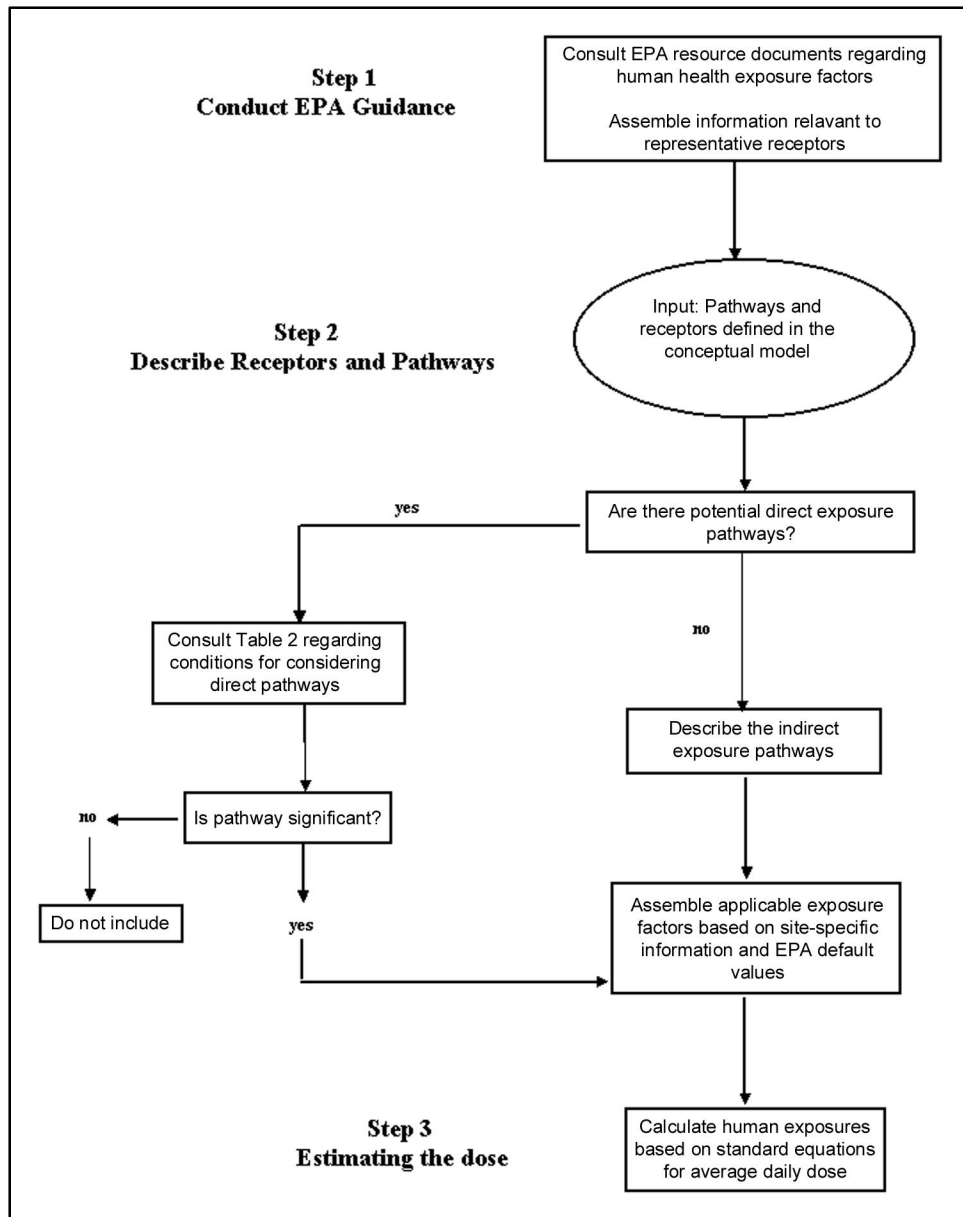 Step 1
Conduct EPA Guidance
Consult EPA resource documents regarding
human health exposure factors
Assemble information relavant to
representative receptors
Step 2
Describe Receptors and Pathways
Input: Pathways and
receptors defined in the
conceptual model
yes
Are there potential direct exposure
pathways?
no
Consult Table 2 regarding
conditions for considering
direct pathways
Describe the indirect
exposure pathways
no
Is pathway significant?
Do not include
yes
Assemble applicable exposure
factors based on site-specific
information and EPA default
values
Step 3
Estimating the dose
Calculate human exposures
based on standard equations
for average daily dose